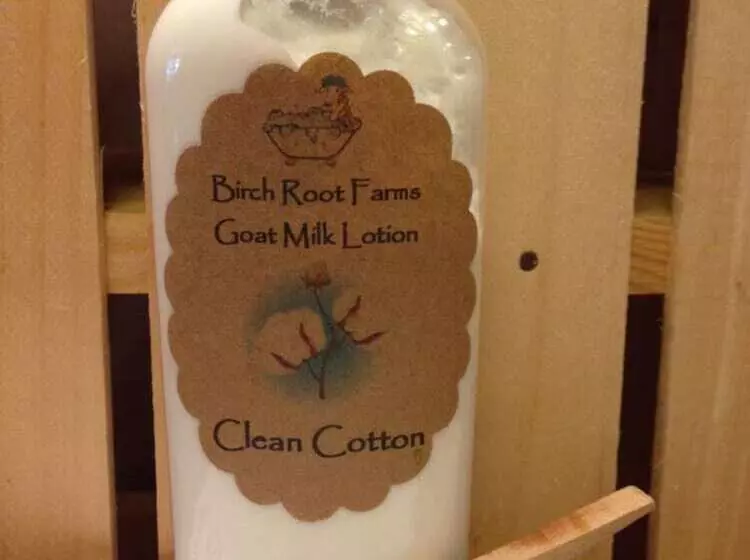 Birch Root Farms
Goat Milk Lotion
Clean Cotton